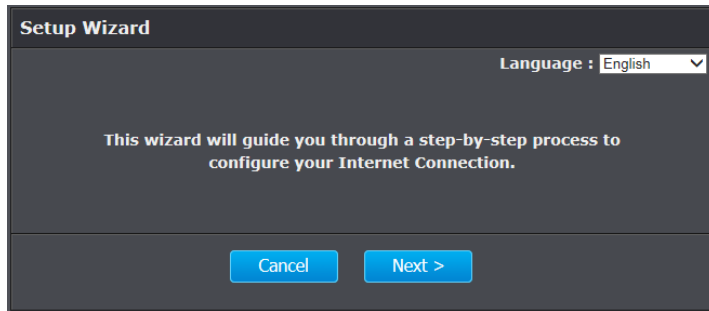 Setup Wizard
Language : English
This wizard will guide you through a step-by-step process to
configure your Internet Connection.
Cancel
Next >